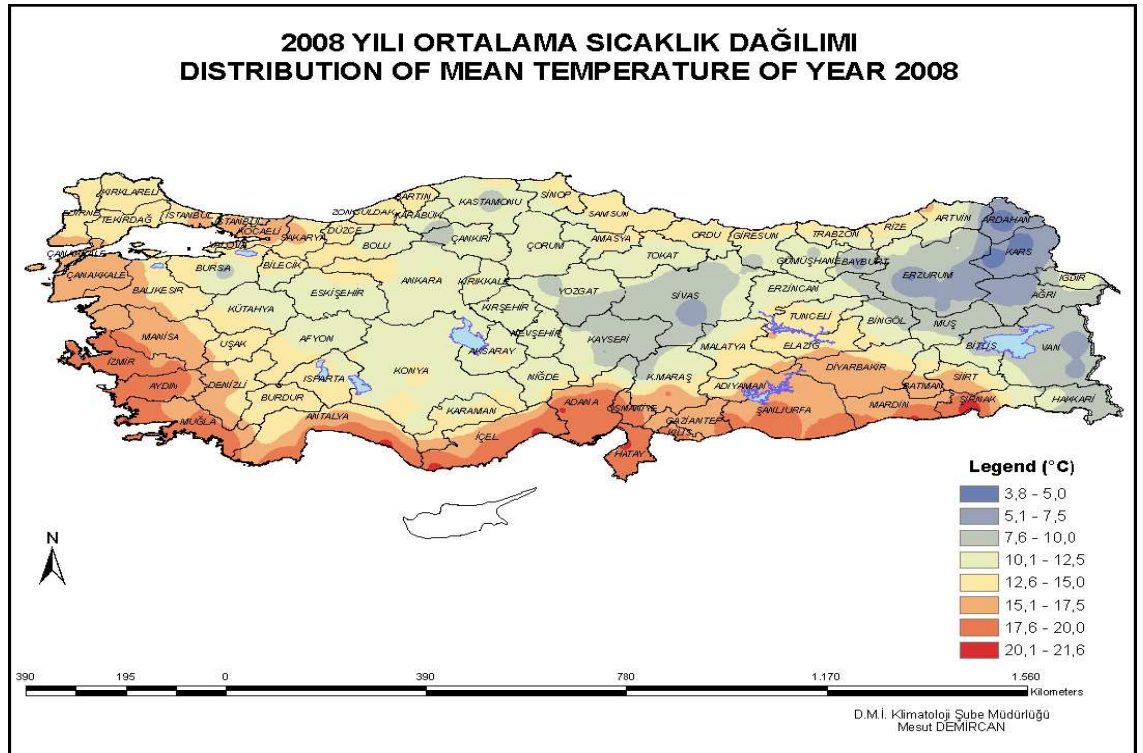 2008 YILI ORTALAMA SICAKLIK DAĞILIMI
DISTRIBUTION OF MEAN TEMPERATURE OF YEAR 2008
KIRKLARELİ
EDİRNE
TEKİRDAĞ
İSTANBUL
İSTANBUL
KOCAELİ
YALOVA
SAKARYA
DÜZCE
ZONGULDAK
BARTIN
KARABÜK
KASTAMONU
SİNOP
SAMSUN
ORDU
GİRESUN
TRABZON
RİZE
ARTVİN
ARDAHAN
KARS
IĞDIR
AĞRI
ÇANAKKALE
ÇANAKKALE
BALIKESİR
BURSA
BİLECİK
BOLU
ÇANKIRI
ÇORUM
AMASYA
TOKAT
GÜMÜŞHANE
BAYBURT
ERZURUM
ERZİNCAN
ESKİŞEHİR
ANKARA
KIRIKKALE
YOZGAT
SİVAS
TUNCELİ
BİNGÖL
MUŞ
BİTLİS
VAN
KÜTAHYA
MANİSA
UŞAK
AFYON
KIRŞEHİR
NEVŞEHİR
KAYSERİ
MALATYA
ELAZIĞ
DİYARBAKIR
BATMAN
SİİRT
ŞIRNAK
HAKKARİ
İZMİR
AYDIN
DENİZLİ
BURDUR
ISPARTA
KONYA
AKSARAY
NİĞDE
K.MARAŞ
ADIYAMAN
ŞANLIURFA
MARDİN
MUĞLA
ANTALYA
KARAMAN
İÇEL
ADANA
OSMANİYE
GAZİANTEP
KİLİS
HATAY
N
Legend (°C)
3,8 - 5,0
5,1 - 7,5
7,6 - 10,0
10,1 - 12,5
12,6 - 15,0
15,1 - 17,5
17,6 - 20,0
20,1 - 21,6
390 195 0 390 780 1.170 1.560
Kilometers
D.M.İ. Klimatoloji Şube Müdürlüğü
Mesut DEMİRCAN